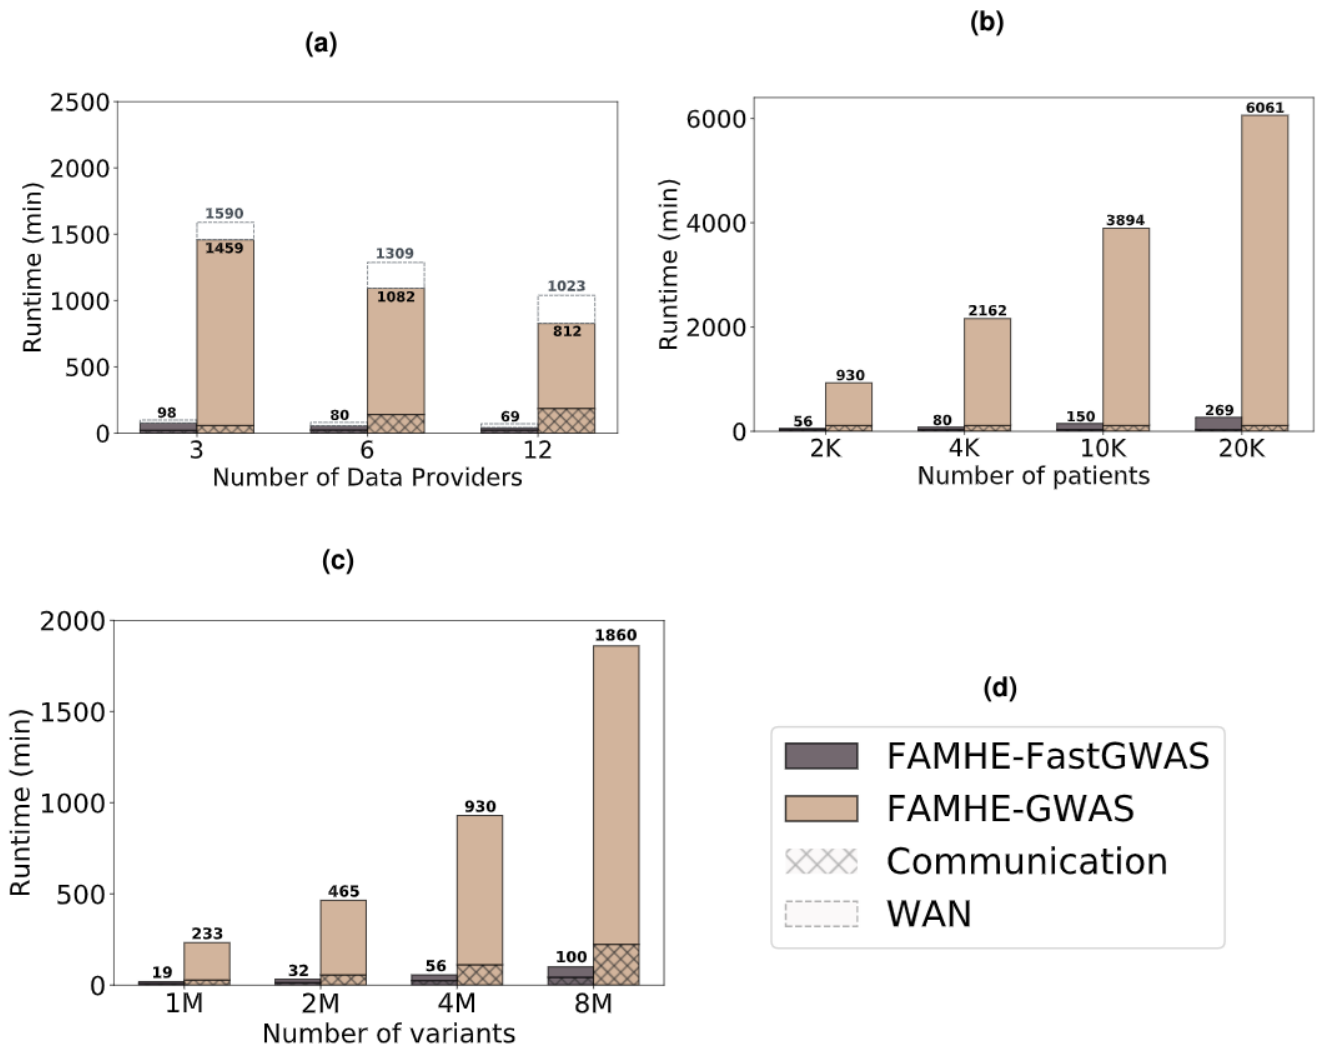 (a)
2500
2000
1500
1000
500
0
Runtime (min)
1590
1459
1309
1082
1023
812
98
80
69
3
6
12
Number of Data Providers
(b)
6000
4000
2000
0
Runtime (min)
6061
3894
2162
930
56
80
150
269
2K
4K
10K
20K
Number of patients
(c)
2000
1500
1000
500
0
Runtime (min)
1860
930
465
233
19
32
56
100
1M
2M
4M
8M
Number of variants
(d)
FAMHE-FastGWAS
FAMHE-GWAS
Communication
WAN